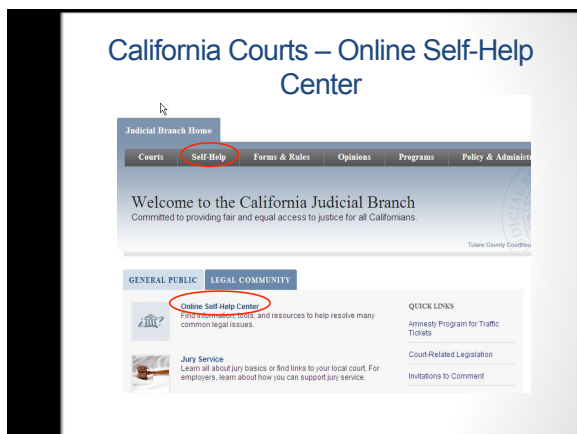 California Courts – Online Self-Help
Center
Judicial Branch Home
Courts Self-Help Forms & Rules Opinions Programs Policy &
Welcome to the California Judicial Branch
Committed to providing fair and equal access to justice for all Californians.
Tulare County
GENERAL PUBLIC LEGAL COMMUNITY
Online Self-Help Center
Find information, tools, and resources to help resolve many
common legal issues.
Jury Service
Learn all about jury basics or find links to your local court. For
employers, learn about how you can support jury service.
QUICK LINKS
Amnesty Program for Traffic
Tickets
Court-Related Legislation
Invitations to Comment